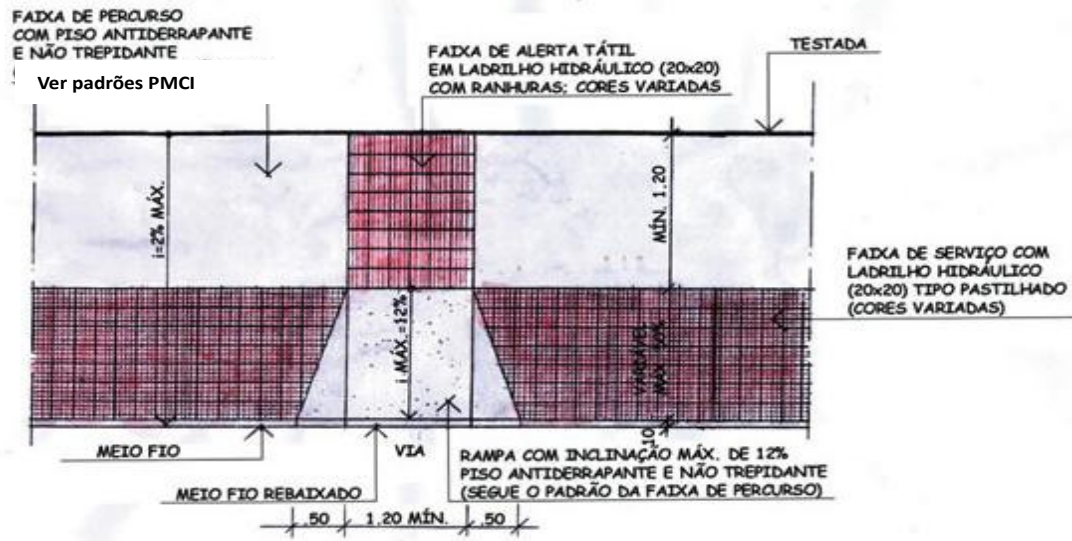 FAIXA DE PERCURSO
COM PISO ANTIDERRAPANTE
E NÃO TREPIDANTE
Ver padrões PMCI
FAIXA DE ALERTA TÁTIL
EM LADRILHO HIDRÁULICO (20x20)
COM RANHURAS; CORES VARIADAS
TESTADA
i=2% MÁX.
MÍN. 1.20
FAIXA DE SERVIÇO COM
LADRILHO HIDRÁULICO
(20x20) TIPO PASTILHADO
(CORES VARIADAS)
i MÁX.=12%
VARIÁVEL
.10
MEIO FIO
VIA
RAMPA COM INCLINAÇÃO MÁX. DE 12%
PISO ANTIDERRAPANTE E NÃO TREPIDANTE
(SEGUE O PADRÃO DA FAIXA DE PERCURSO)
MEIO FIO REBAIXADO
.50
1.20 MÍN.
.50